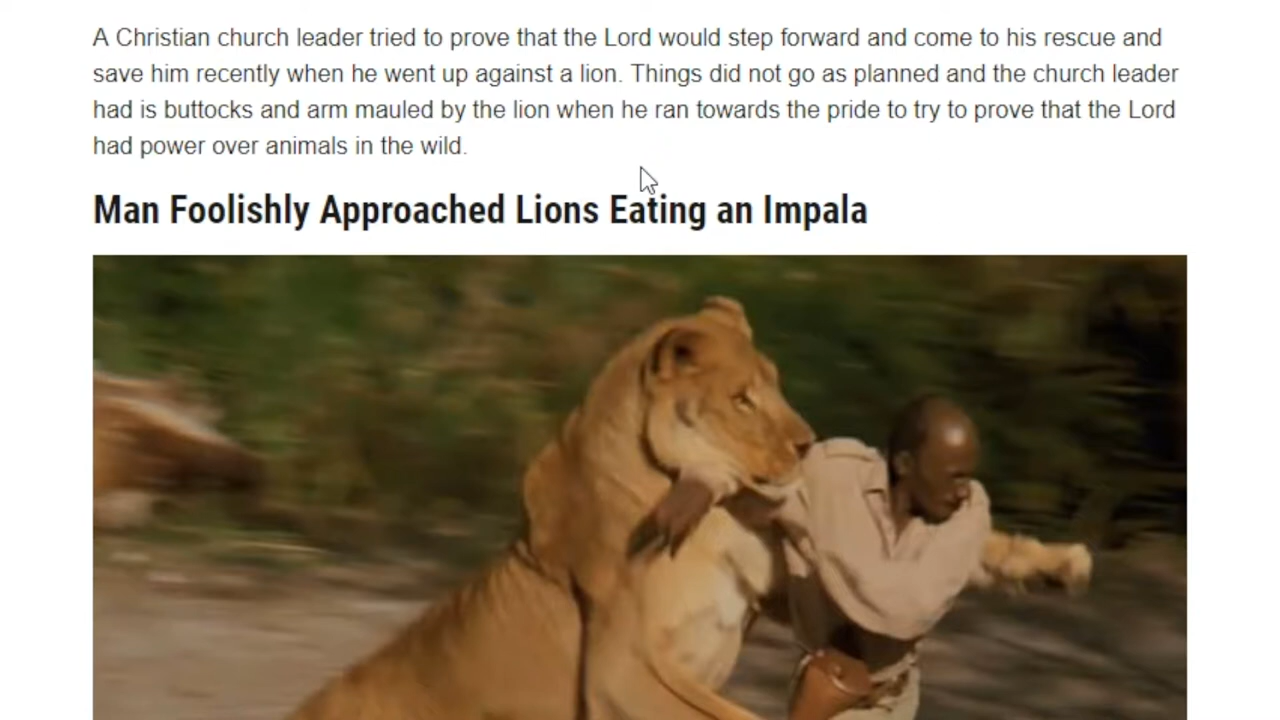 A Christian church leader tried to prove that the Lord would step forward and come to his rescue and
save him recently when he went up against a lion. Things did not go as planned and the church leader
had is buttocks and arm mauled by the lion when he ran towards the pride to try to prove that the Lord
had power over animals in the wild.
Man Foolishly Approached Lions Eating an Impala